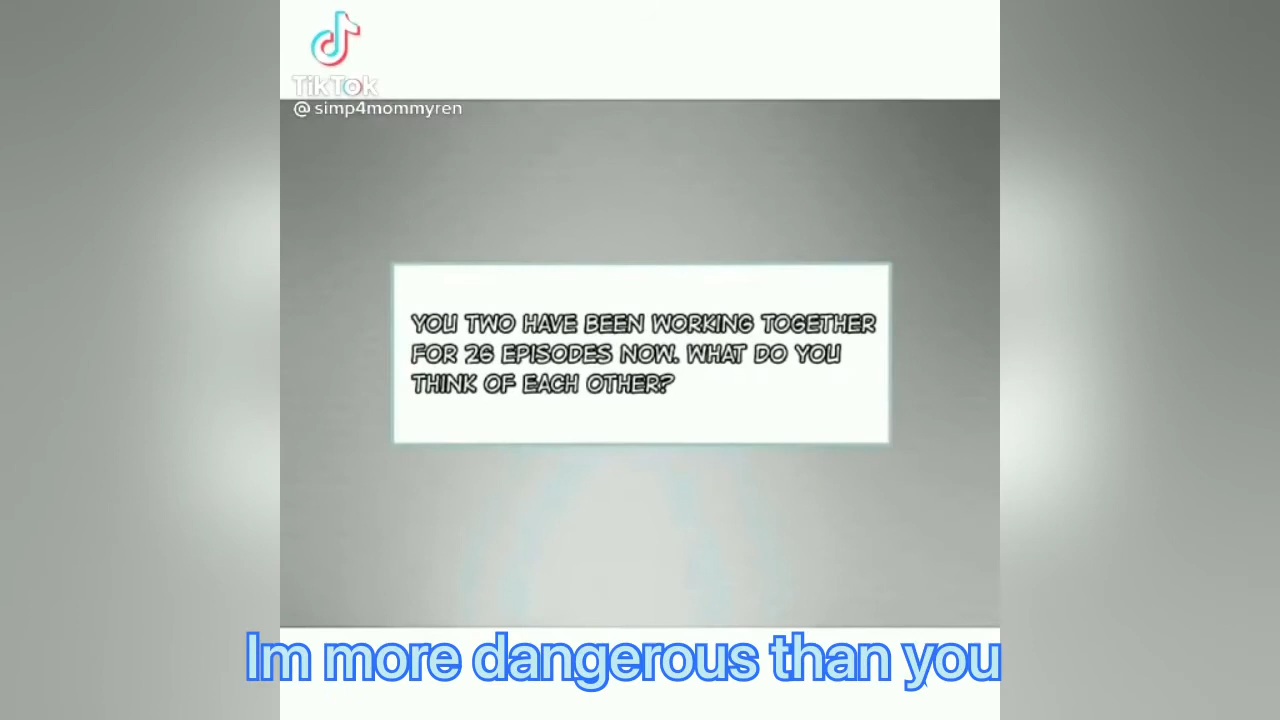 TikTok
@simp4mommyren
YOU TWO HAVE BEEN WORKING TOGETHER
FOR 26 EPISODES NOW. WHAT DO YOU
THINK OF EACH OTHER?
Im more dangerous than you